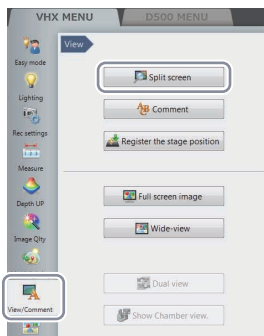 VHX MENU
D500 MENU
View
Easy mode
Lighting
Rec settings
Measure
Depth UP
Image Qlty
View/Comment
Split screen
Comment
Register the stage position
Full screen image
Wide-view
Dual view
Show Chamber view.